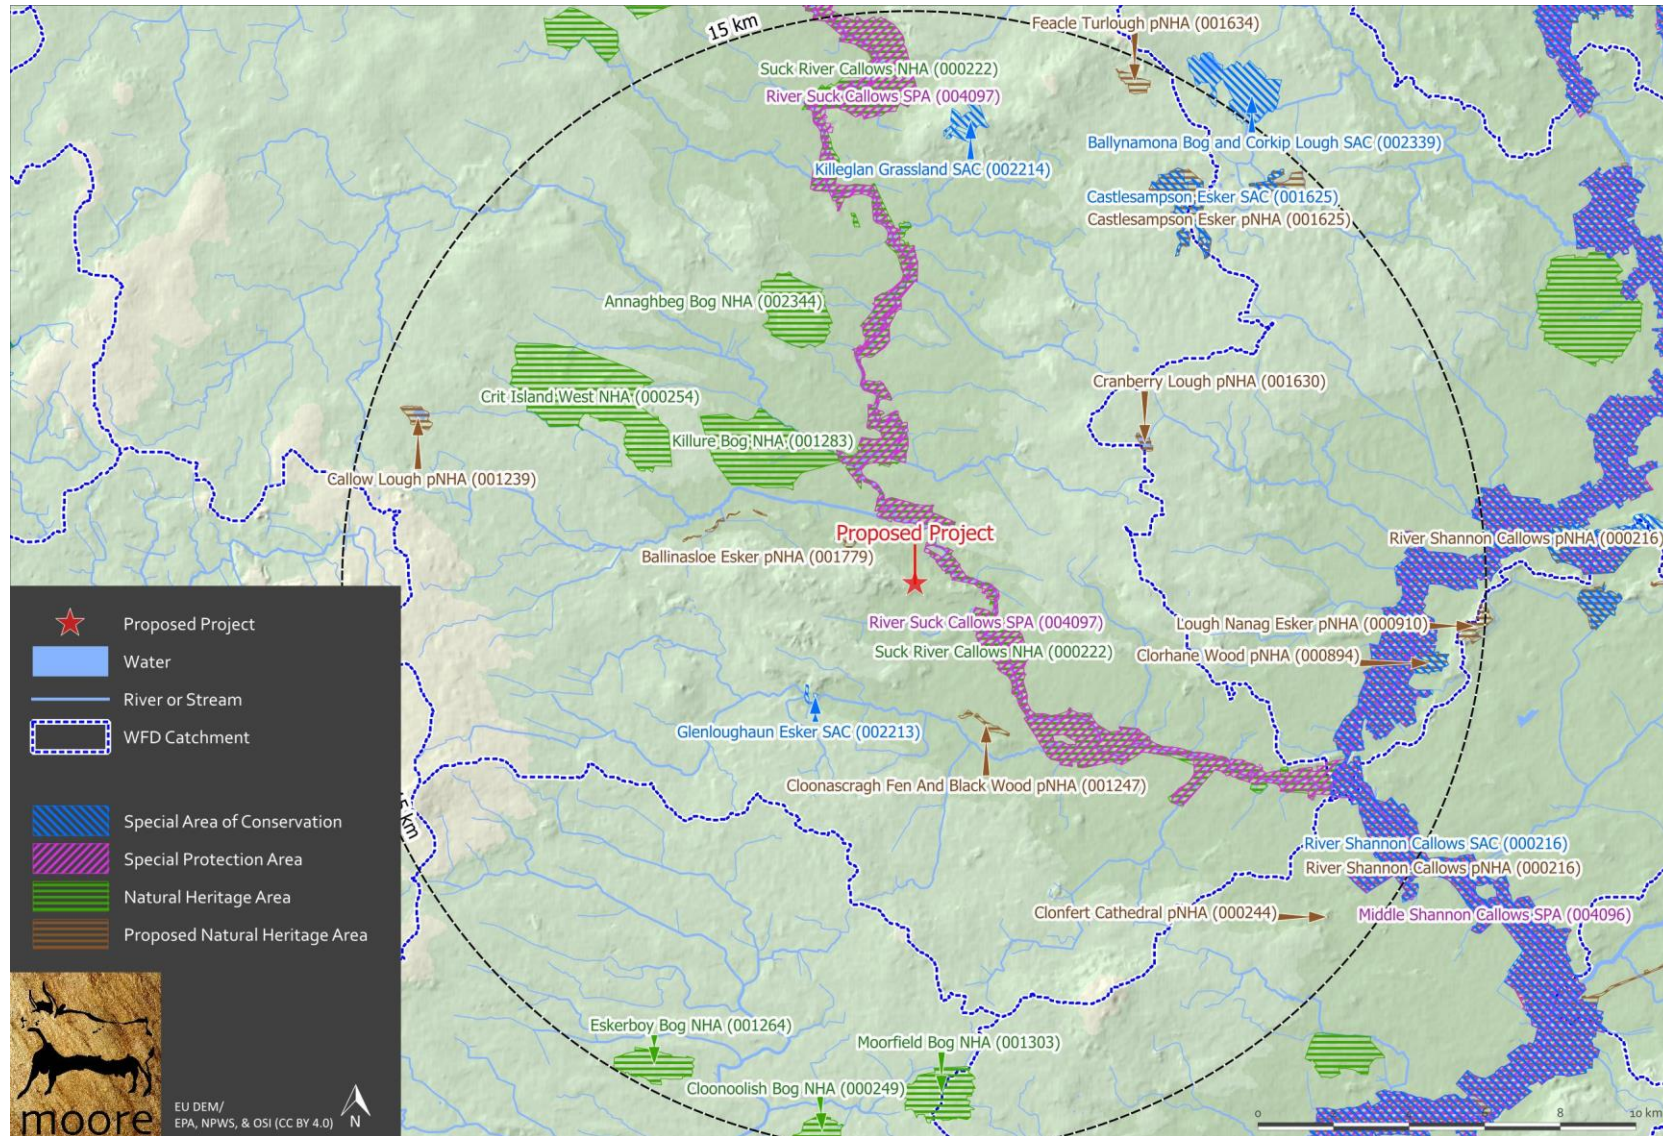 15 km
Feacle Turlough pNHA (001634)
Suck River Callows NHA (000222)
River Suck Callows SPA (004097)
Ballynamona Bog and Corkip Lough SAC (002339)
Killeglan Grassland SAC (002214)
Castlesampson Esker SAC (001625)
Castlesampson Esker pNHA (001625)
Annaghbeg Bog NHA (002344)
Cranberry Lough pNHA (001630)
Crit Island West NHA (000254)
Killure Bog NHA (001283)
Callow Lough pNHA (001239)
Proposed Project
River Shannon Callows pNHA (000216)
Ballinasloe Esker pNHA (001779)
River Suck Callows SPA (004097)
Lough Nanag Esker pNHA (000910)
Suck River Callows NHA (000222)
Clorhane Wood pNHA (000894)
Glenloughaun Esker SAC (002213)
Cloonascragh Fen And Black Wood pNHA (001247)
River Shannon Callows SAC (000216)
River Shannon Callows pNHA (000216)
Clonfert Cathedral pNHA (000244)
Middle Shannon Callows SPA (004096)
Eskerboy Bog NHA (001264)
Moorfield Bog NHA (001303)
Cloonoolish Bog NHA (000249)
Proposed Project
Water
River or Stream
WFD Catchment
Special Area of Conservation
Special Protection Area
Natural Heritage Area
Proposed Natural Heritage Area
moore
EU DEM/
EPA, NPWS, & OSI (CC BY 4.0)
N
0 8 10 km